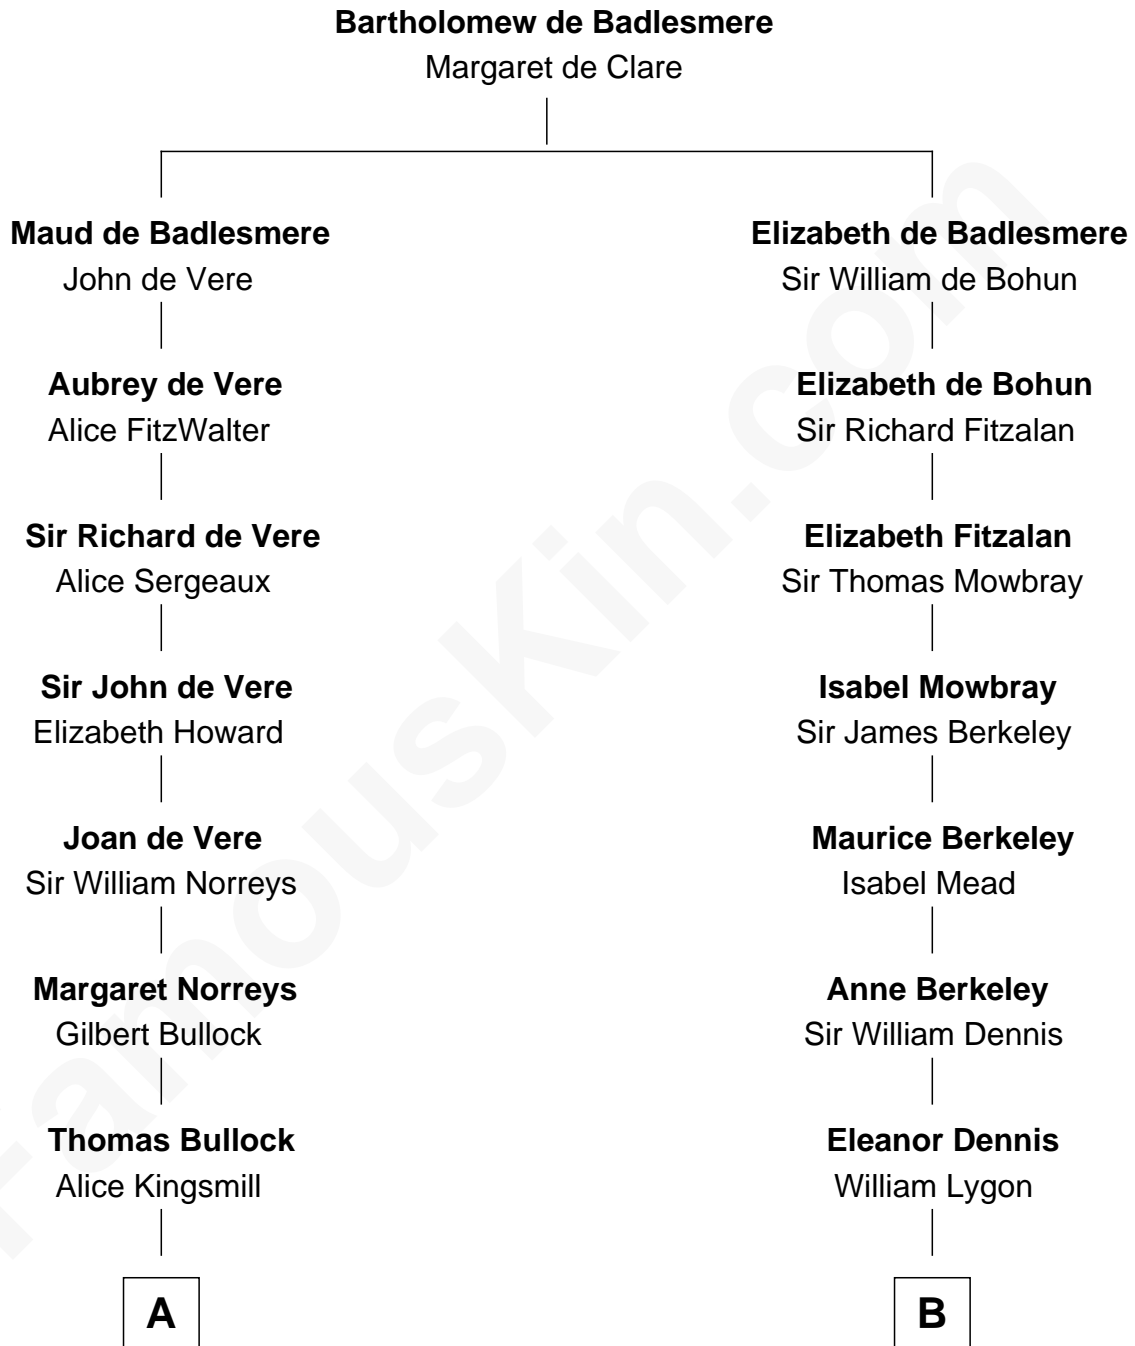 Bartholomew de Badlesmere
Margaret de Clare
Maud de Badlesmere
John de Vere
Elizabeth de Badlesmere
Sir William de Bohun
Aubrey de Vere
Alice FitzWalter
Elizabeth de Bohun
Sir Richard Fitzalan
Sir Richard de Vere
Alice Sergeaux
Elizabeth Fitzalan
Sir Thomas Mowbray
Sir John de Vere
Elizabeth Howard
Isabel Mowbray
Sir James Berkeley
Joan de Vere
Sir William Norreys
Maurice Berkeley
Isabel Mead
Margaret Norreys
Gilbert Bullock
Anne Berkeley
Sir William Dennis
Thomas Bullock
Alice Kingsmill
Eleanor Dennis
William Lygon
A
B
FamousKin.com